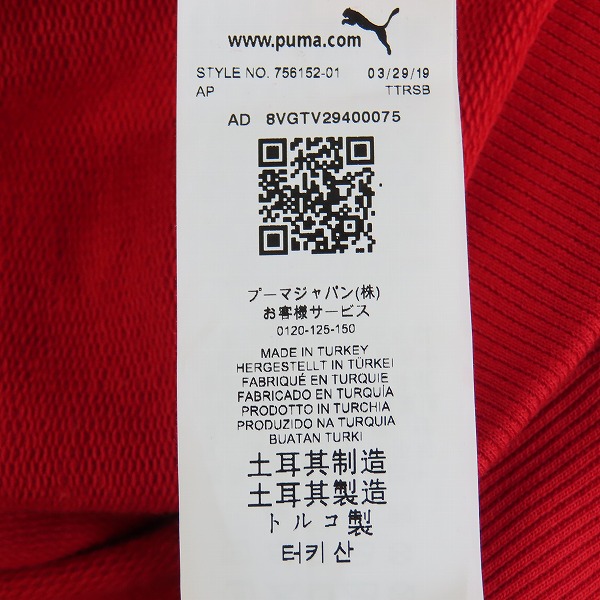 www.puma.com
STYLE NO. 756152-01 03/29/19
AP TTRSB
AD 8VGTV29400075
プーマジャパン(株)
お客様サービス
0120-125-150
MADE IN TURKEY
HERGESTELLT IN TÜRKEI
FABRIQUÉ EN TURQUIE
FABRICADO EN TURQUÍA
PRODOTTO IN TURCHIA
PRODUZIDO NA TURQUIA
BUATAN TURKI
土耳其制造
土耳其製造
トルコ製
터키산